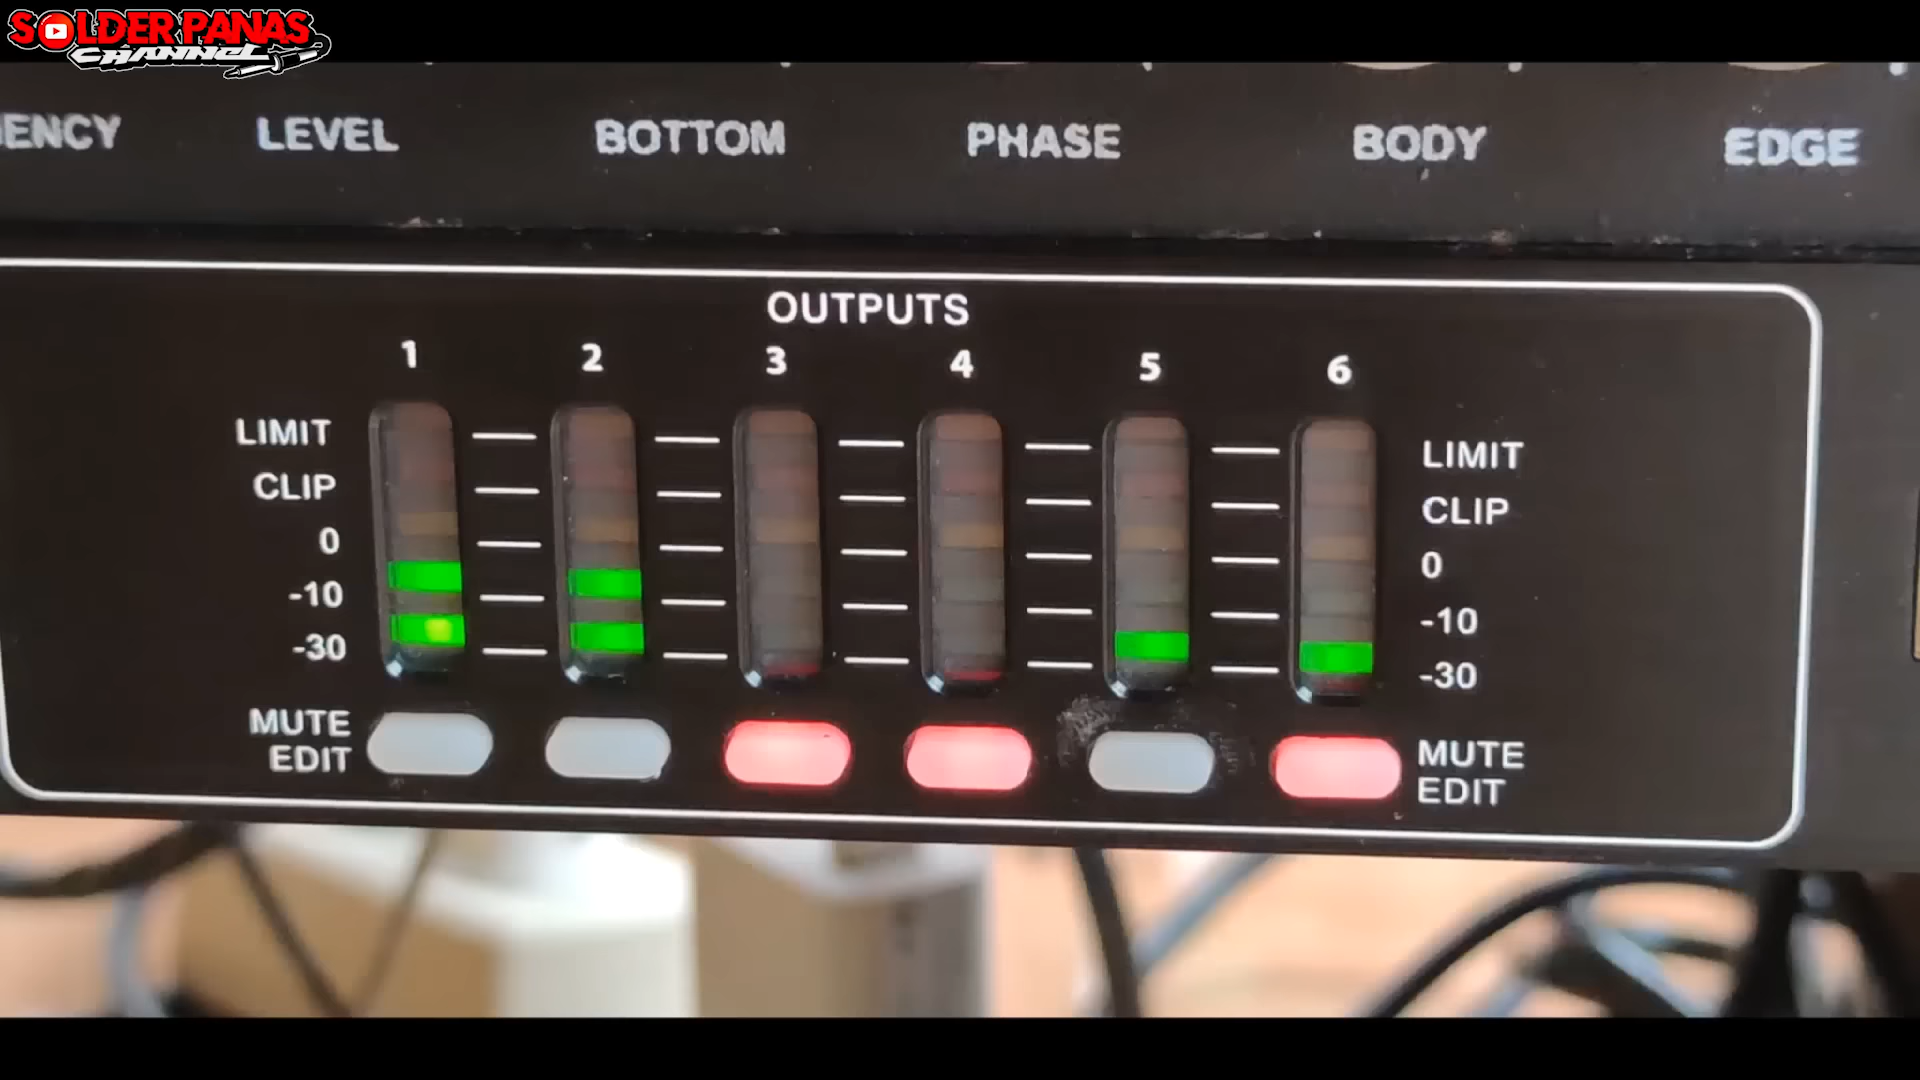 SOLDER PANAS
CHANNEL
LEVEL
BOTTOM
PHASE
BODY
EDGE
OUTPUTS
1 2 3 4 5 6
LIMIT LIMIT
CLIP CLIP
0 0
-10 -10
-30 -30
MUTE MUTE
EDIT EDIT